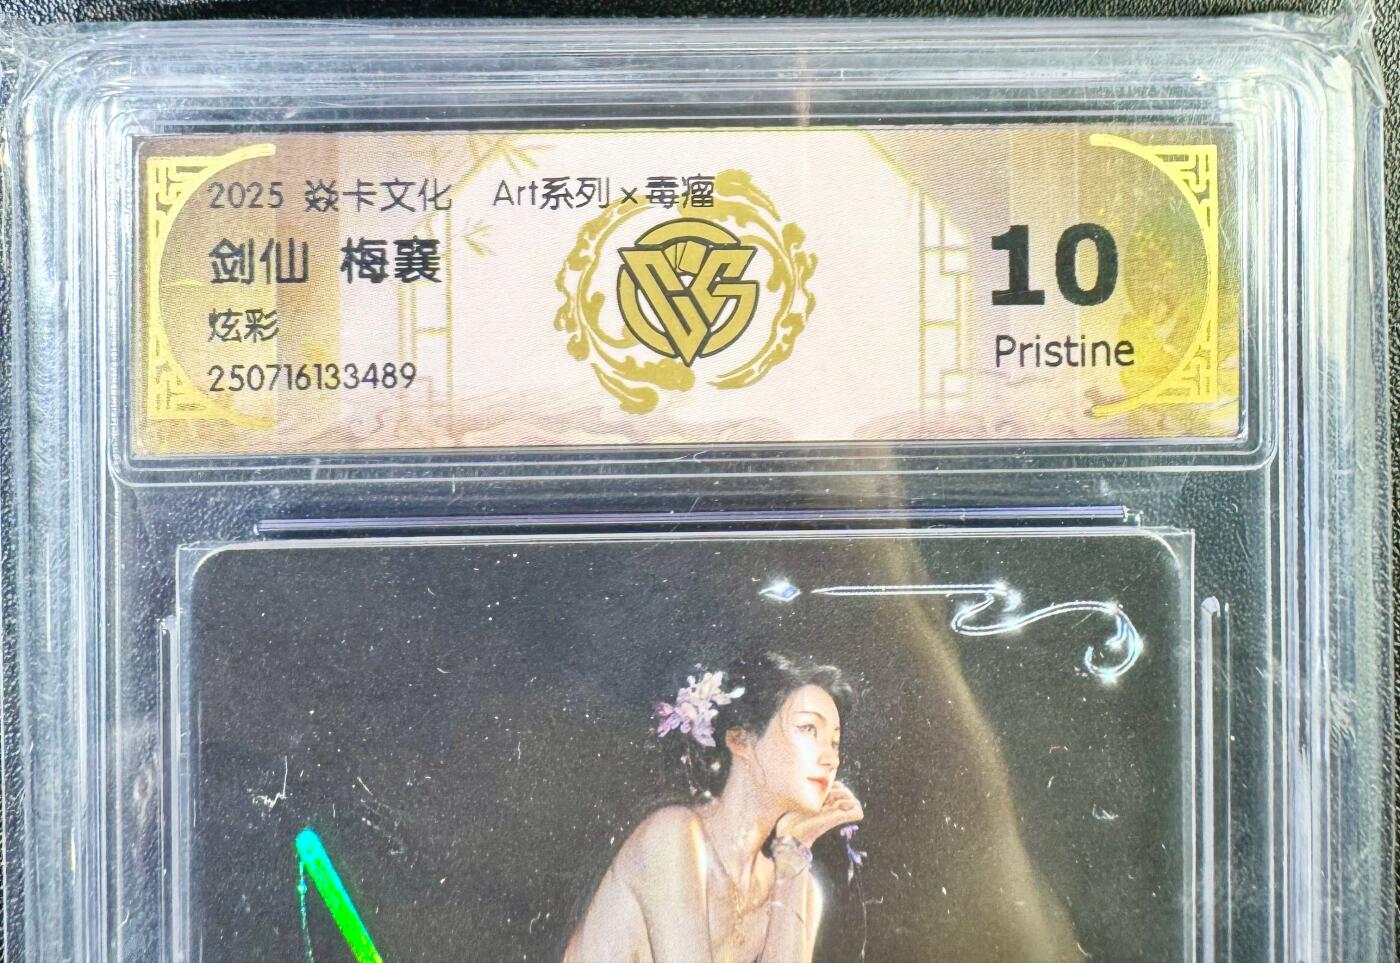 2025 焱卡文化 Art系列×毒瘤
剑仙 梅襄
炫彩
250716133489
10
Pristine